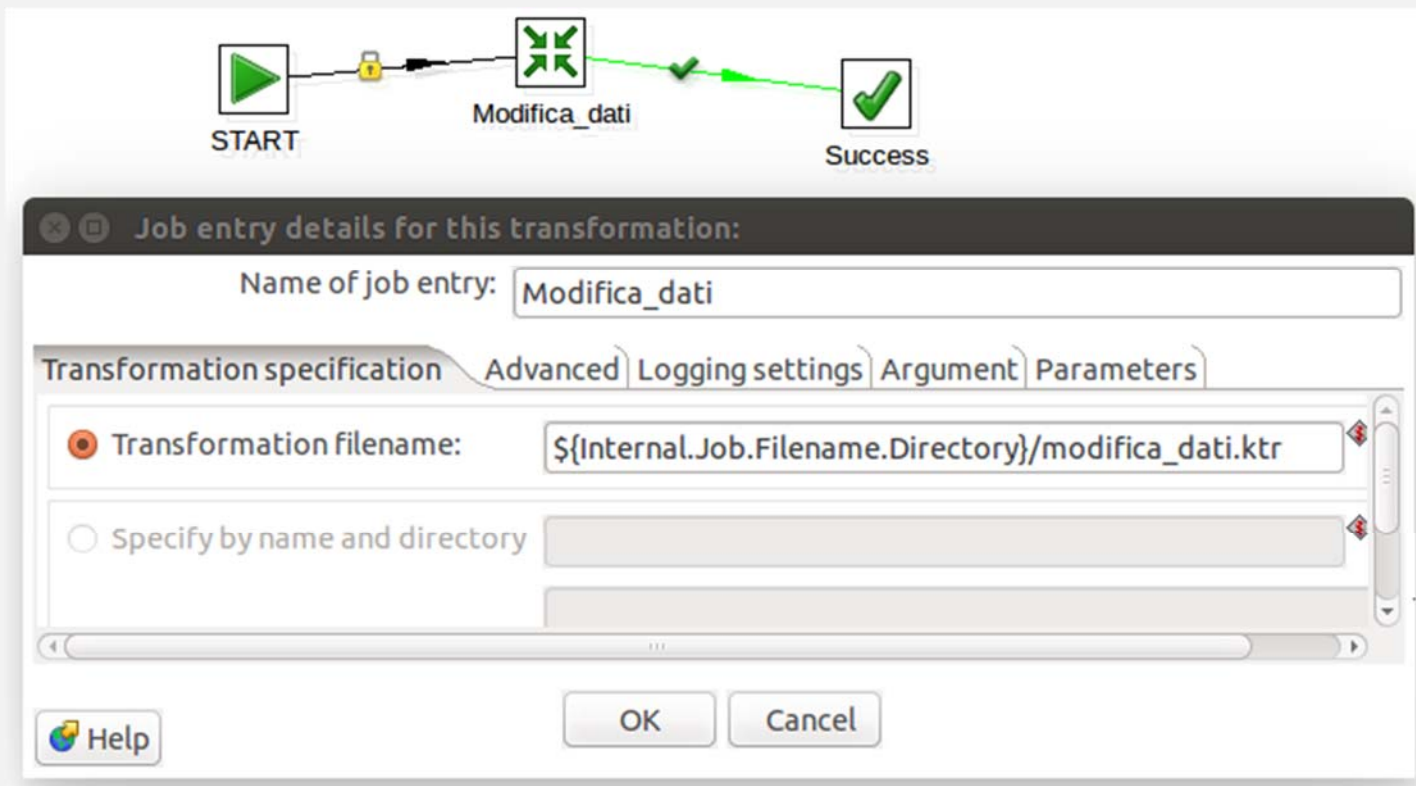 START
Modifica_dati
Success
Job entry details for this transformation:
Name of job entry: Modifica_dati
Transformation specification Advanced Logging settings Argument Parameters
Transformation filename: ${Internal.Job.Filename.Directory}/modifica_dati.ktr
Specify by name and directory
Help OK Cancel